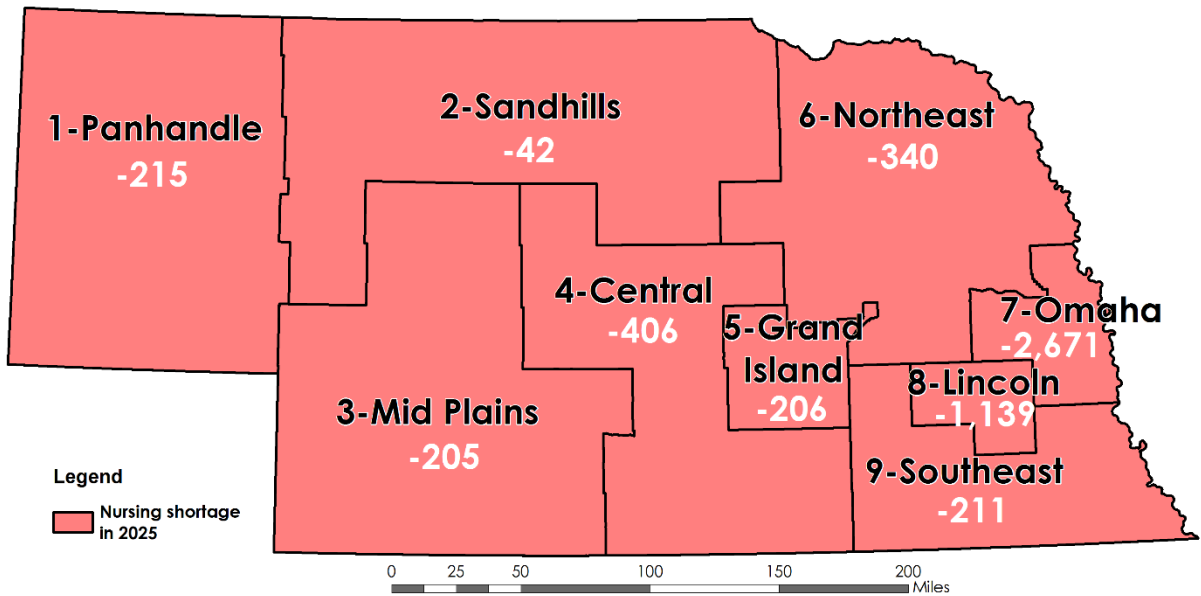 1-Panhandle
-215
2-Sandhills
-42
6-Northeast
-340
4-Central
-406
5-Grand
Island
-206
7-Omaha
-2,671
8-Lincoln
-1,139
3-Mid Plains
-205
9-Southeast
-211
Legend
Nursing shortage
in 2025
0 25 50 100 150 200
Miles